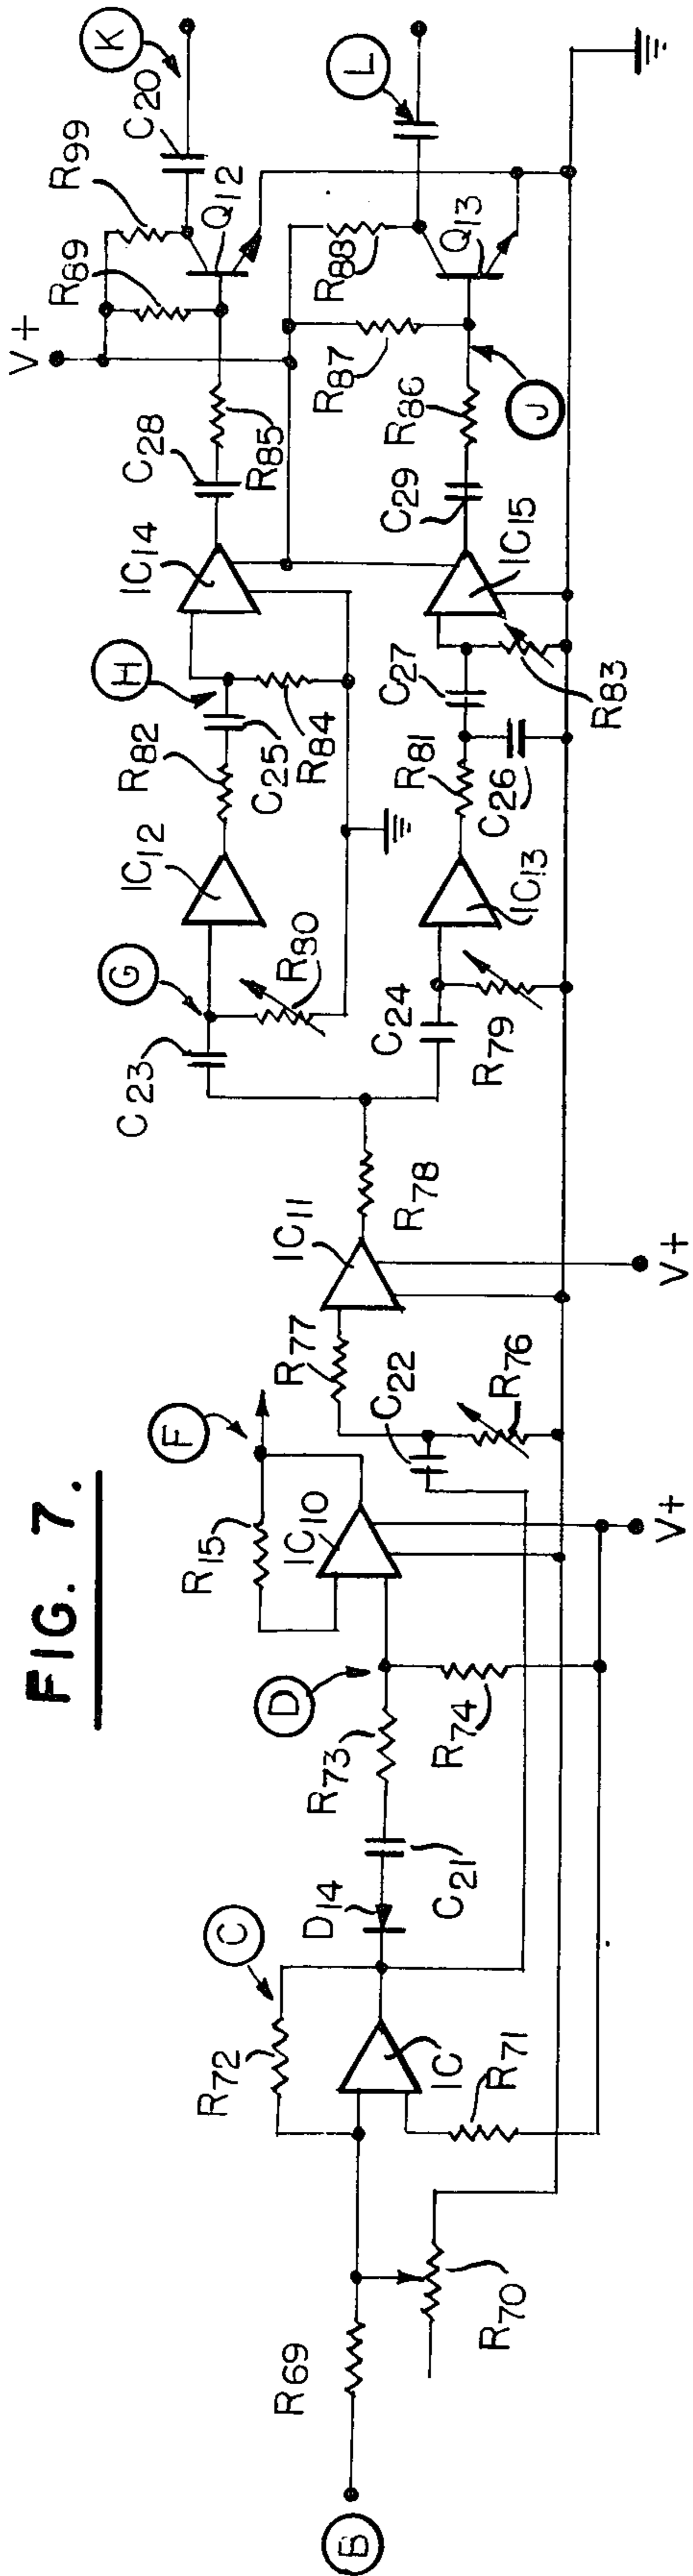 FIG. 7.
B
R69
R70
R72
C
IC
R71
D14
C21
R73
D
R74
R15
F
IC10
V+
C22
R76
R77
IC11
V+
R78
C23
G
R80
C24
R79
IC12
IC13
R82
H
C25
R84
R81
C26
C27
R83
IC14
IC15
C28
R85
C29
R86
J
V+
R89
R99
R87
R88
Q12
Q13
C20
K
L